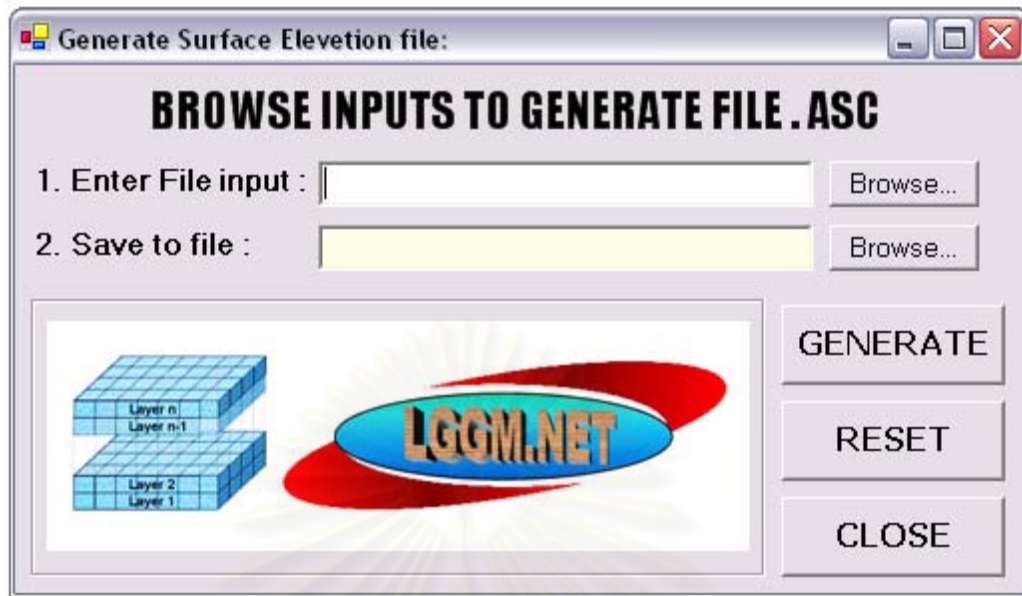 Generate Surface Elevetion file:
BROWSE INPUTS TO GENERATE FILE . ASC
1. Enter File input :
Browse...
2. Save to file :
Browse...
Layer n
Layer n-1
Layer 2
Layer 1
LGGM.NET
GENERATE
RESET
CLOSE